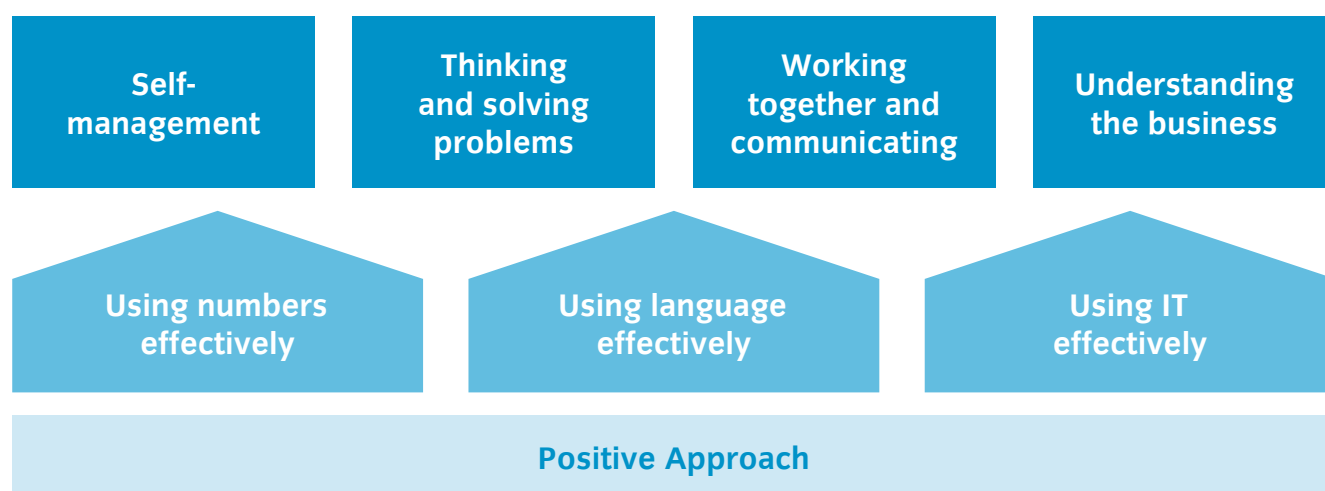 Self-
management
Thinking
and solving
problems
Working
together and
communicating
Understanding
the business
Using numbers
effectively
Using language
effectively
Using IT
effectively
Positive Approach